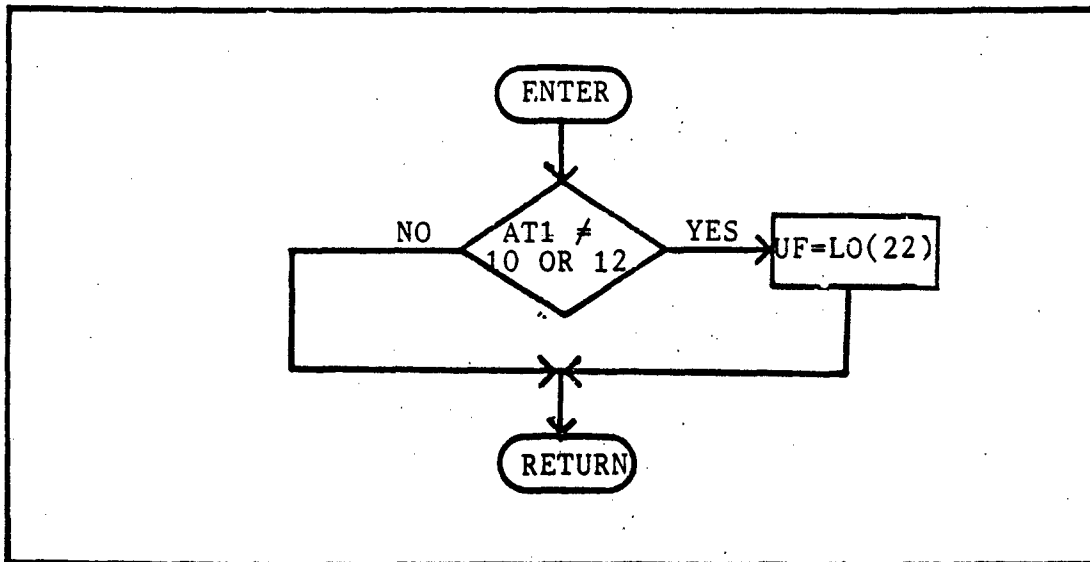 ENTER
NO
AT1 ≠
10 OR 12
YES
UF=LO(22)
RETURN